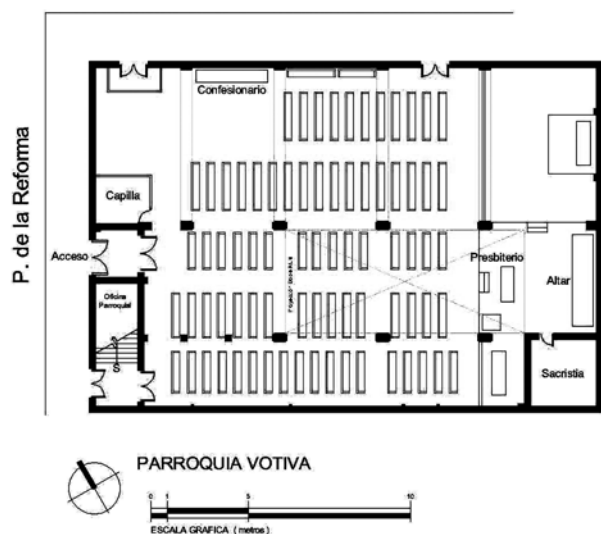 P. de la Reforma
Confesionario
Capilla
Acceso
Oficina
Parroquial
S
S
Presbiterio
Altar
Sacristia
PARROQUIA VOTIVA
0 1 5 10
ESCALA GRAFICA ( metros )